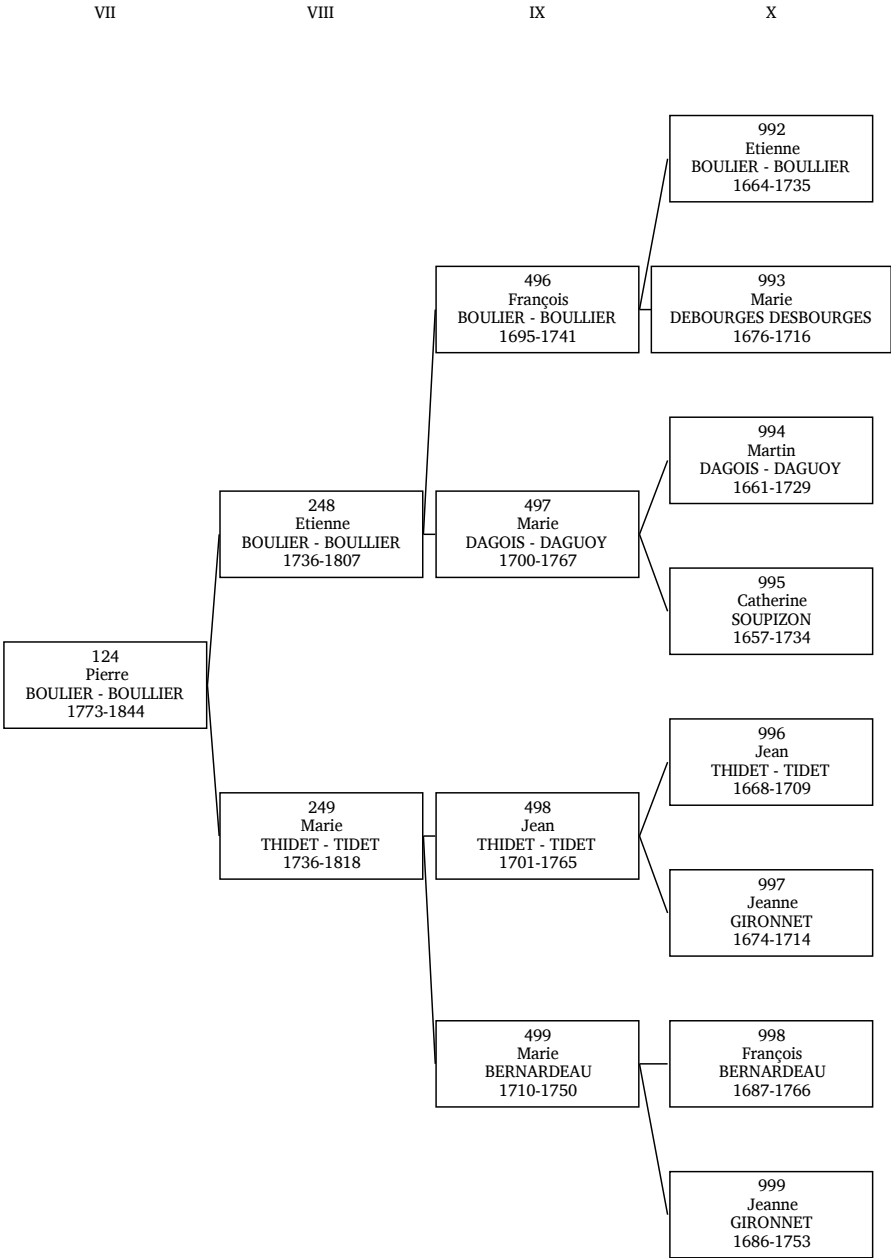 VII VIII IX X
992
Etienne
BOULIER - BOULLIER
1664-1735
496
François
BOULIER - BOULLIER
1695-1741
993
Marie
DEBOURGES DESBOURGES
1676-1716
994
Martin
DAGOIS - DAGUOY
1661-1729
248
Etienne
BOULIER - BOULLIER
1736-1807
497
Marie
DAGOIS - DAGUOY
1700-1767
995
Catherine
SOUPIZON
1657-1734
124
Pierre
BOULIER - BOULLIER
1773-1844
996
Jean
THIDET - TIDET
1668-1709
249
Marie
THIDET - TIDET
1736-1818
498
Jean
THIDET - TIDET
1701-1765
997
Jeanne
GIRONNET
1674-1714
499
Marie
BERNARDEAU
1710-1750
998
François
BERNARDEAU
1687-1766
999
Jeanne
GIRONNET
1686-1753